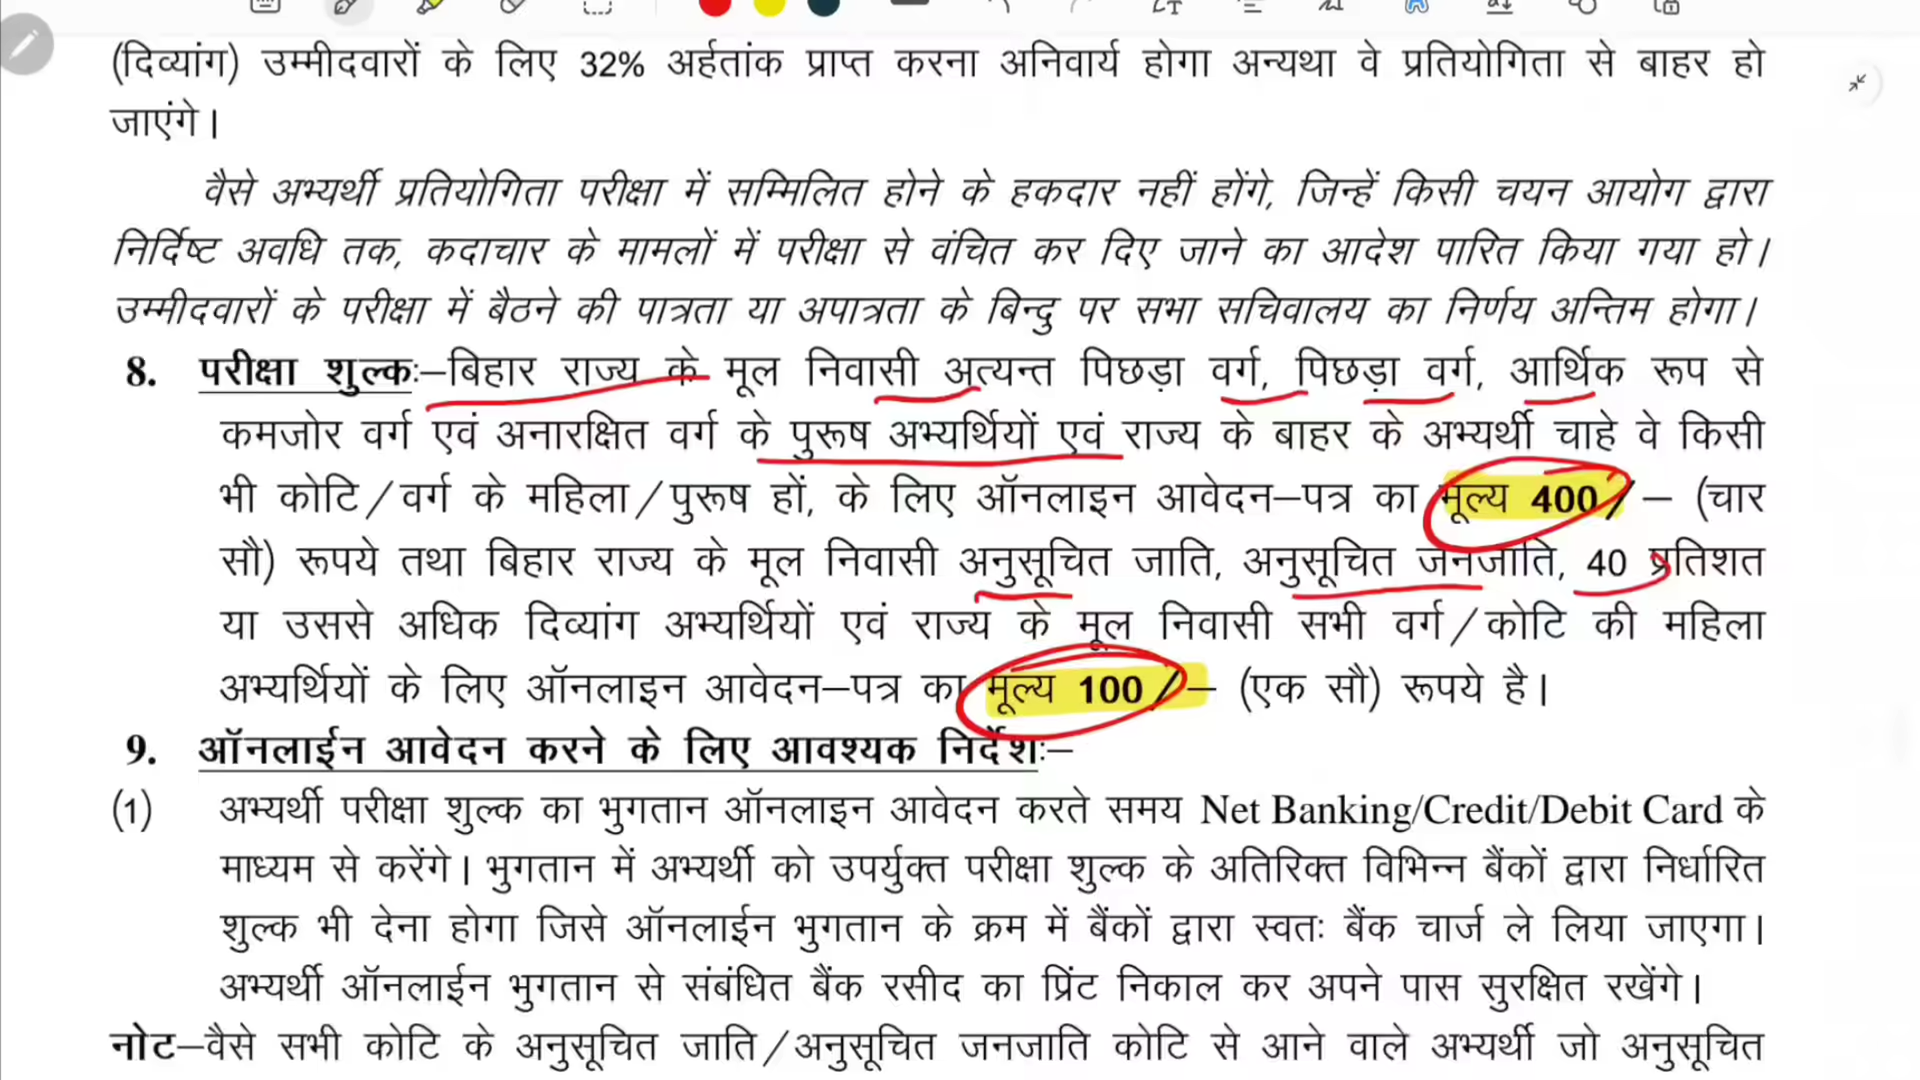 (दिव्यांग) उम्मीदवारों के लिए 32% अर्हतांक प्राप्त करना अनिवार्य होगा अन्यथा वे प्रतियोगिता से बाहर हो
जाएंगे।
वैसे अभ्यर्थी प्रतियोगिता परीक्षा में सम्मिलित होने के हकदार नहीं होंगे, जिन्हें किसी चयन आयोग द्वारा
निर्दिष्ट अवधि तक, कदाचार के मामलों में परीक्षा से वंचित कर दिए जाने का आदेश पारित किया गया हो।
उम्मीदवारों के परीक्षा में बैठने की पात्रता या अपात्रता के बिन्दु पर सभा सचिवालय का निर्णय अन्तिम होगा।
8. परीक्षा शुल्कः–बिहार राज्य के मूल निवासी अत्यन्त पिछड़ा वर्ग, पिछड़ा वर्ग, आर्थिक रूप से
कमजोर वर्ग एवं अनारक्षित वर्ग के पुरूष अभ्यर्थियों एवं राज्य के बाहर के अभ्यर्थी चाहे वे किसी
भी कोटि/वर्ग के महिला/पुरूष हों, के लिए ऑनलाइन आवेदन–पत्र का मूल्य 400/– (चार
सौ) रूपये तथा बिहार राज्य के मूल निवासी अनुसूचित जाति, अनुसूचित जनजाति, 40 प्रतिशत
या उससे अधिक दिव्यांग अभ्यर्थियों एवं राज्य के मूल निवासी सभी वर्ग/कोटि की महिला
अभ्यर्थियों के लिए ऑनलाइन आवेदन–पत्र का मूल्य 100/– (एक सौ) रूपये है।
9. ऑनलाईन आवेदन करने के लिए आवश्यक निर्देशः–
(1) अभ्यर्थी परीक्षा शुल्क का भुगतान ऑनलाइन आवेदन करते समय Net Banking/Credit/Debit Card के
माध्यम से करेंगे। भुगतान में अभ्यर्थी को उपर्युक्त परीक्षा शुल्क के अतिरिक्त विभिन्न बैंकों द्वारा निर्धारित
शुल्क भी देना होगा जिसे ऑनलाईन भुगतान के क्रम में बैंकों द्वारा स्वतः बैंक चार्ज ले लिया जाएगा।
अभ्यर्थी ऑनलाईन भुगतान से संबंधित बैंक रसीद का प्रिंट निकाल कर अपने पास सुरक्षित रखेंगे।
नोट–वैसे सभी कोटि के अनुसूचित जाति/अनुसूचित जनजाति कोटि से आने वाले अभ्यर्थी जो अनुसूचित